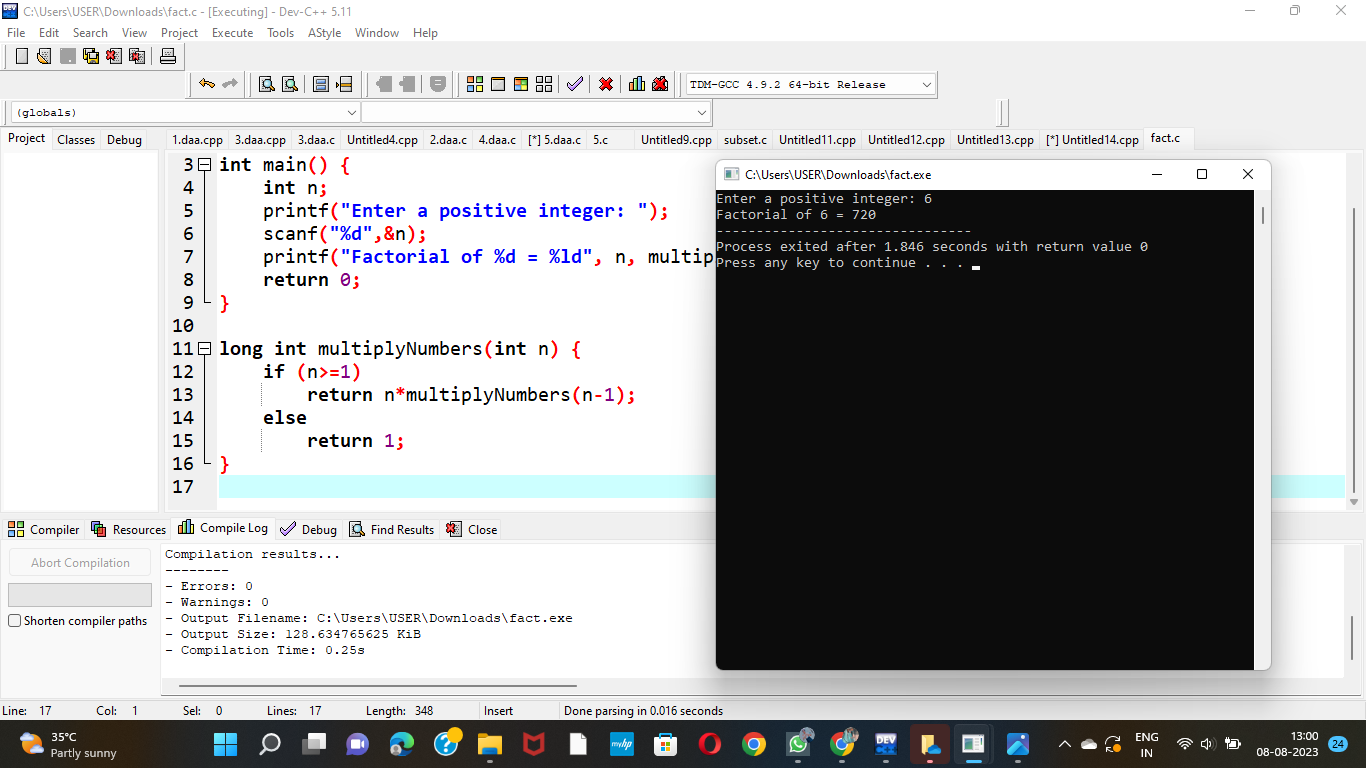 C:\Users\USER\Downloads\fact.c - [Executing] - Dev-C++ 5.11
File Edit Search View Project Execute Tools AStyle Window Help
TDM-GCC 4.9.2 64-bit Release
(globals)
Project Classes Debug
1.daa.cpp 3.daa.cpp 3.daa.c Untitled4.cpp 2.daa.c 4.daa.c [*] 5.daa.c 5.c Untitled9.cpp subset.c Untitled11.cpp Untitled12.cpp Untitled13.cpp [*] Untitled14.cpp fact.c
3 int main() {
4 int n;
5 printf("Enter a positive integer: ");
6 scanf("%d",&n);
7 printf("Factorial of %d = %ld", n, multip
8 return 0;
9 }
10
11 long int multiplyNumbers(int n) {
12 if (n>=1)
13 return n*multiplyNumbers(n-1);
14 else
15 return 1;
16 }
17
C:\Users\USER\Downloads\fact.exe
Enter a positive integer: 6
Factorial of 6 = 720
--------------------------------
Process exited after 1.846 seconds with return value 0
Press any key to continue . . .
Compiler Resources Compile Log Debug Find Results Close
Abort Compilation
Shorten compiler paths
Compilation results...
--------
- Errors: 0
- Warnings: 0
- Output Filename: C:\Users\USER\Downloads\fact.exe
- Output Size: 128.634765625 KiB
- Compilation Time: 0.25s
Line: 17 Col: 1 Sel: 0 Lines: 17 Length: 348 Insert Done parsing in 0.016 seconds
35°C
Partly sunny
myhp
DEV
ENG
IN
13:00
08-08-2023
24